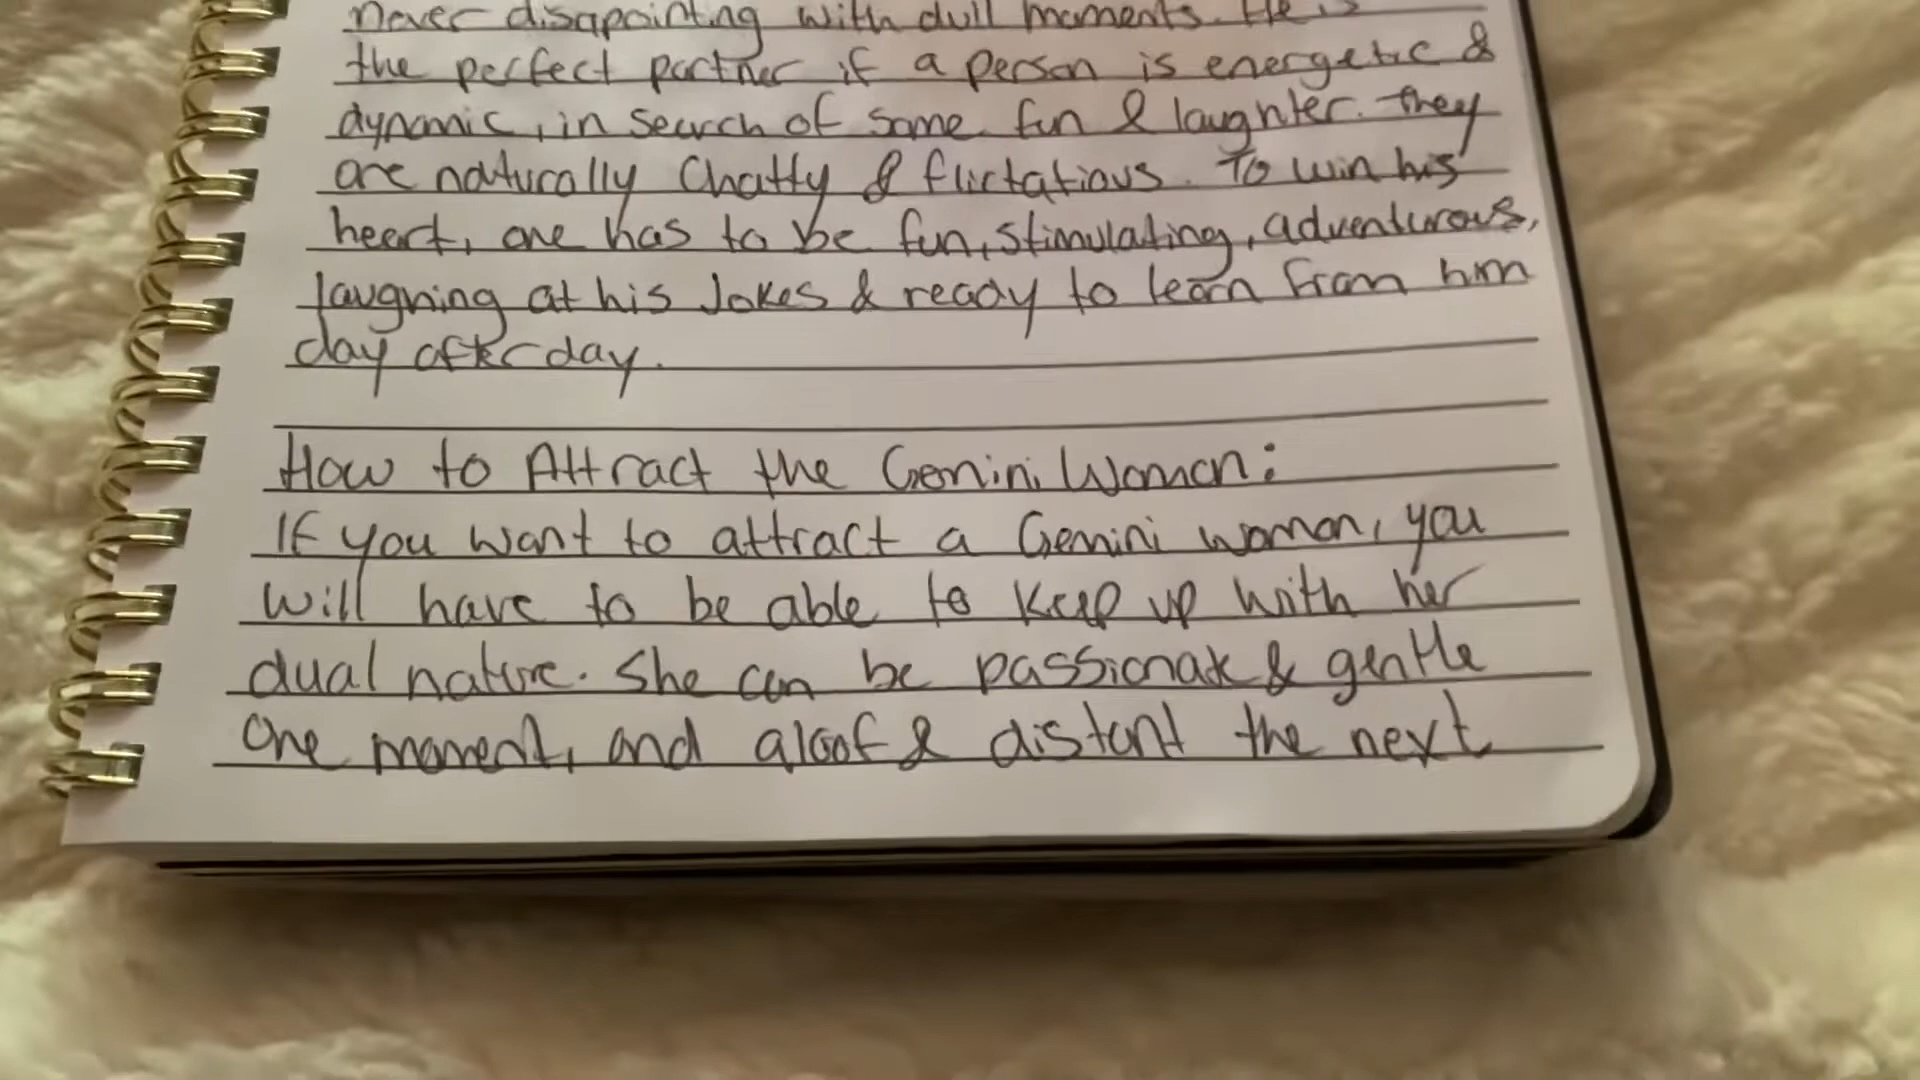 never disapointing with dull moments. He is
the perfect partner if a person is energetic &
dynamic, in search of some fun & laughter. They
are naturally Chatty & flirtatious. To win his
heart, one has to be fun, stimulating, adventurous,
laughing at his Jokes & ready to learn from him
day after day.
How to Attract the Gemini Woman:
If you want to attract a Gemini woman, you
will have to be able to keep up with her
dual nature. She can be passionate & gentle
one moment, and aloof & distant the next